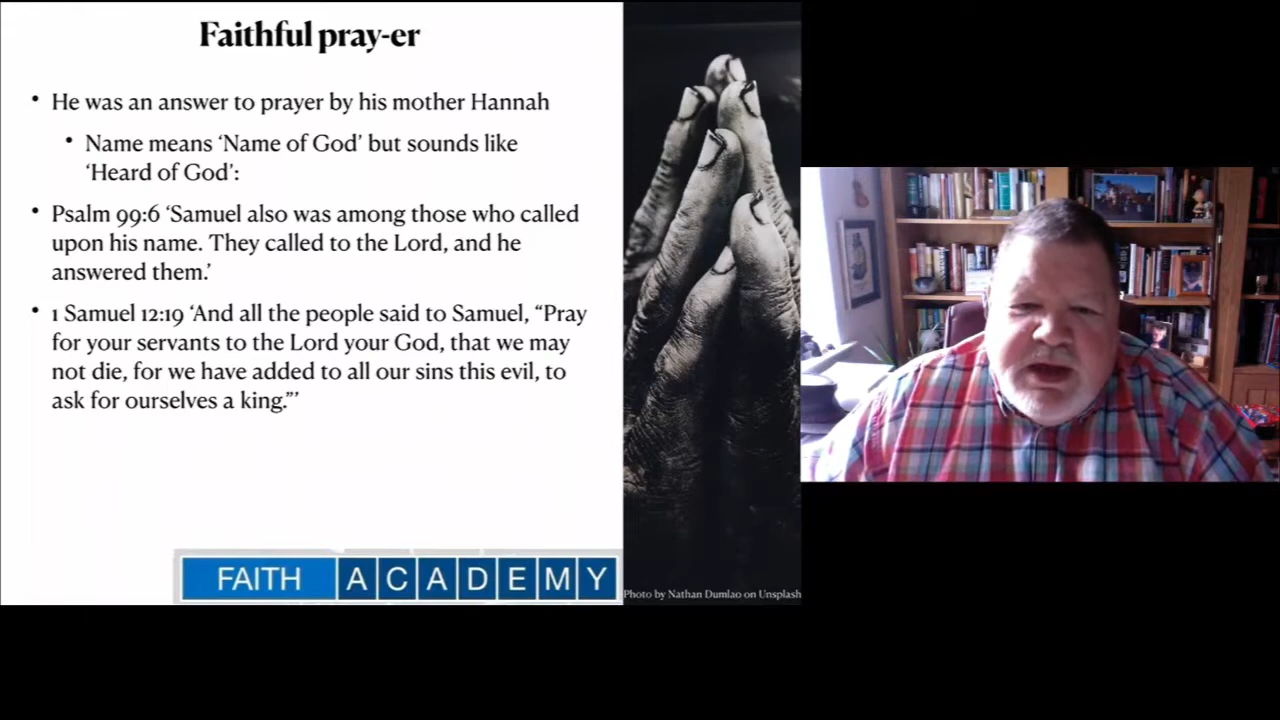 Faithful pray-er
• He was an answer to prayer by his mother Hannah
• Name means ‘Name of God’ but sounds like
‘Heard of God’:
• Psalm 99:6 ‘Samuel also was among those who called
upon his name. They called to the Lord, and he
answered them.’
• 1 Samuel 12:19 ‘And all the people said to Samuel, “Pray
for your servants to the Lord your God, that we may
not die, for we have added to all our sins this evil, to
ask for ourselves a king.”’
FAITH ACADEMY
Photo by Nathan Dumlao on Unsplash